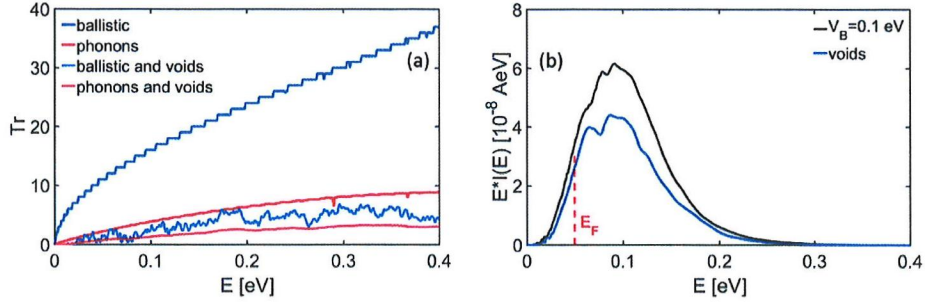 40
30
20
10
0
Tr
ballistic
phonons
ballistic and voids
phonons and voids
(a)
0
0.1
0.2
0.3
0.4
E [eV]
8
6
4
2
0
E*I(E) [10⁻⁸ AeV]
(b)
V_B=0.1 eV
voids
E_F
0
0.1
0.2
0.3
0.4
E [eV]